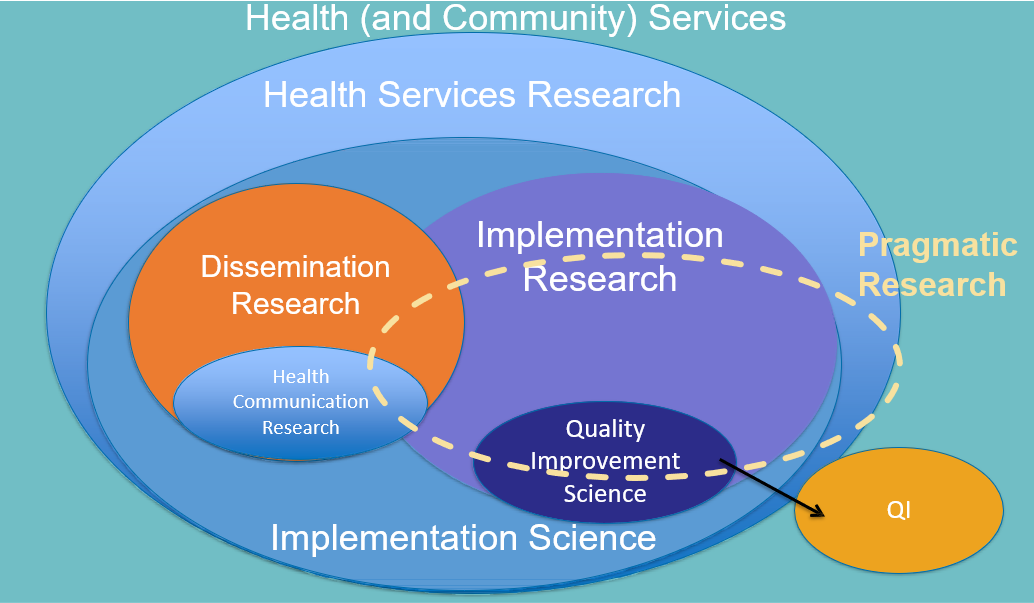 Health (and Community) Services
Health Services Research
Implementation
Research
Pragmatic
Research
Dissemination
Research
Health
Communication
Research
Quality
Improvement
Science
QI
Implementation Science